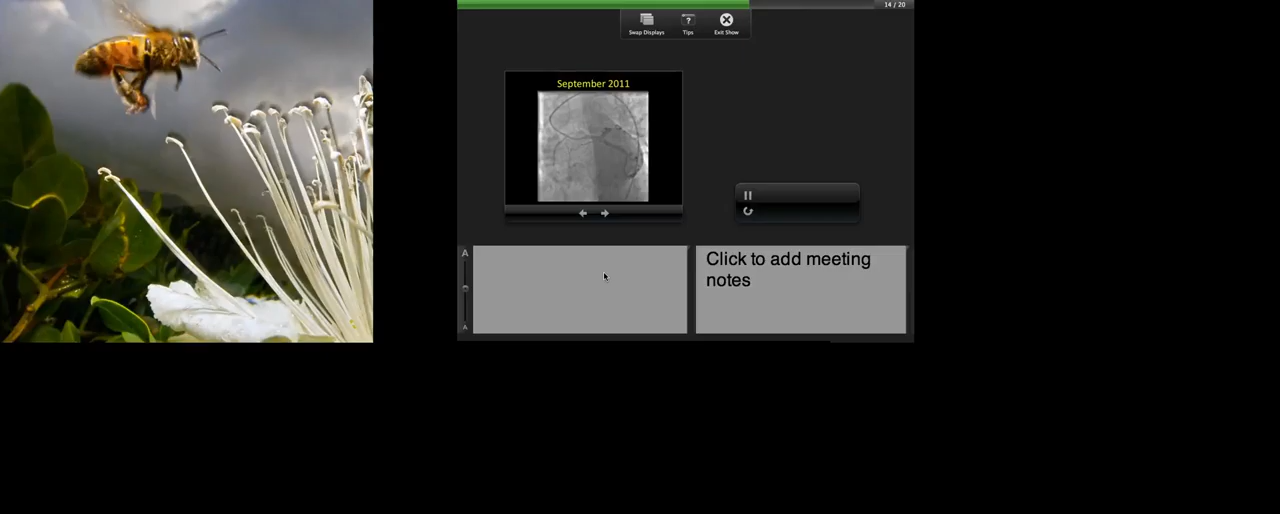 14 / 20
Swap Displays
Tips
Exit Show
September 2011
A
A
Click to add meeting
notes